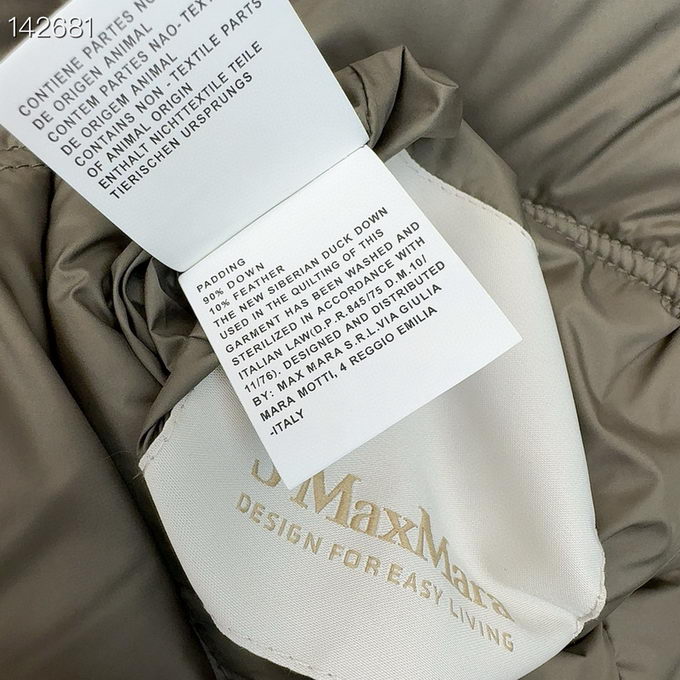 142681
CONTIENE PARTES NO
DE ORIGEN ANIMAL
CONTEM PARTES NAO-TEX
DE ORIGEM ANIMAL
CONTAINS NON - TEXTILE PARTS
OF ANIMAL ORIGIN
ENTHALT NICHTTEXTILE TEILE
TIERISCHEN URSPRUNGS
PADDING
90% DOWN
10% FEATHER
THE NEW SIBERIAN DUCK DOWN
USED IN THE QUILTING OF THIS
GARMENT HAS BEEN WASHED AND
STERILIZED IN ACCORDANCE WITH
ITALIAN LAW(D.P.R.845/75 D.M.10/
11/76). DESIGNED AND DISTRIBUTED
BY: MAX MARA S.R.L,VIA GIULIA
MARA MOTTI, 4 REGGIO EMILIA
-ITALY
MaxMara
DESIGN FOR EASY LIVING